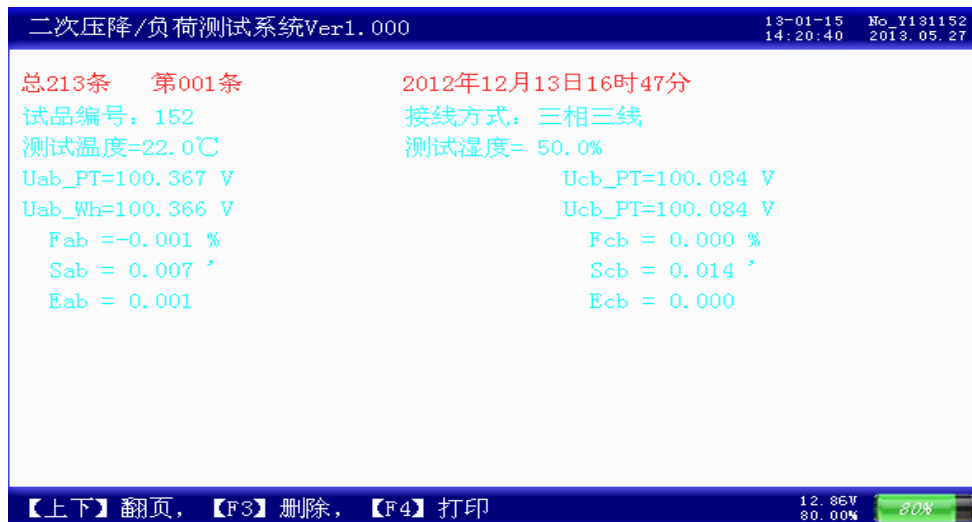 二次压降/负荷测试系统Ver1.000
13-01-15 No_Y131152
14:20:40 2013.05.27
总213条 第001条 2012年12月13日16时47分
试品编号: 152 接线方式: 三相三线
测试温度=22.0℃ 测试湿度= 50.0%
Uab_PT=100.367 V Ucb_PT=100.084 V
Uab_Wh=100.366 V Ucb_PT=100.084 V
Fab =-0.001 % Fcb = 0.000 %
Sab = 0.007 ’ Scb = 0.014 ’
Eab = 0.001 Ecb = 0.000
【上下】翻页, 【F3】删除, 【F4】打印
12.86V
80.00%
80%